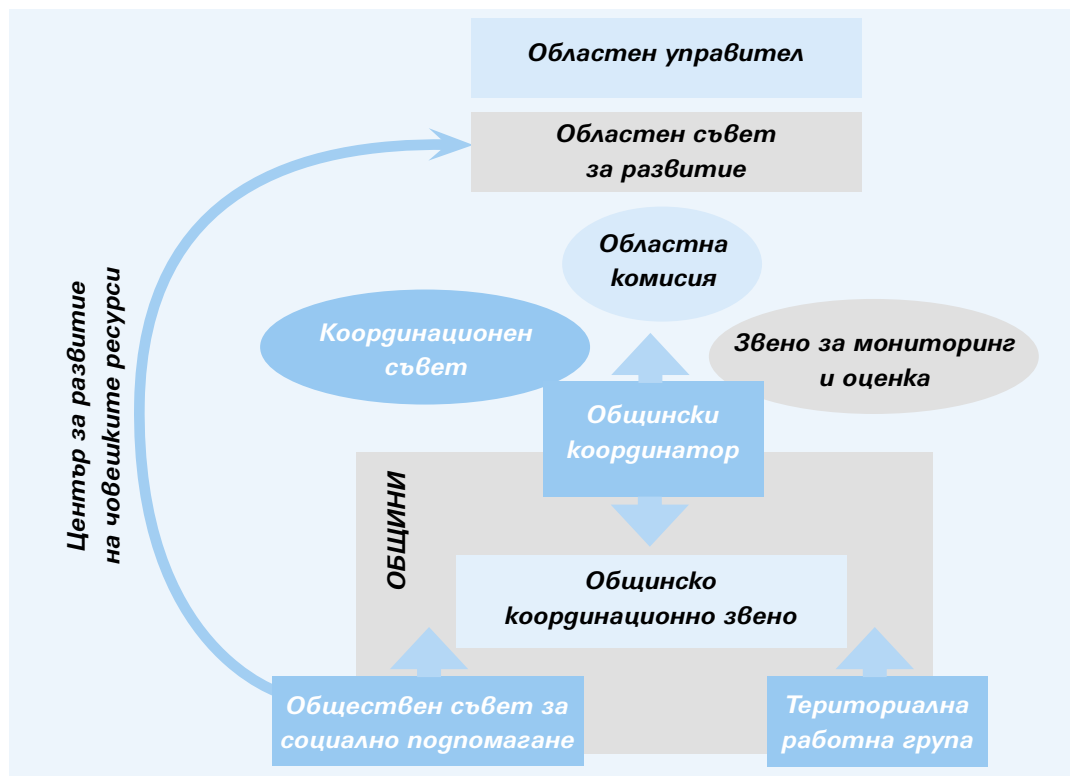 Областен управител
Областен съвет
за развитие
Областна
комисия
Координационен
съвет
Звено за мониторинг
и оценка
Общински
координатор
Център за развитие
на човешките ресурси
ОБЩИНИ
Общинско
координационно звено
Обществен съвет за
социално подпомагане
Териториална
работна група